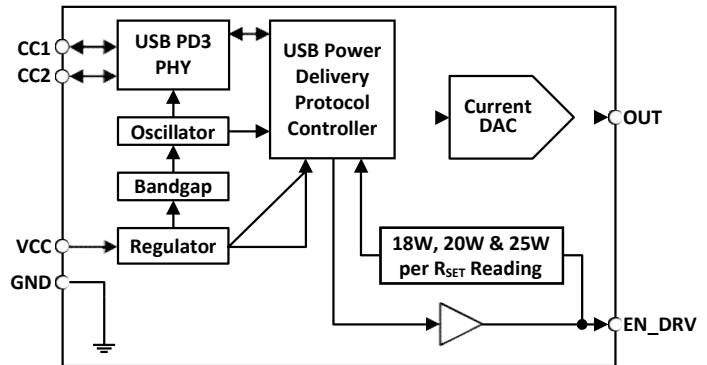 CC1
CC2
USB PD3
PHY
USB Power
Delivery
Protocol
Controller
Current
DAC
OUT
Oscillator
Bandgap
VCC
Regulator
18W, 20W & 25W
per RSET Reading
GND
EN_DRV